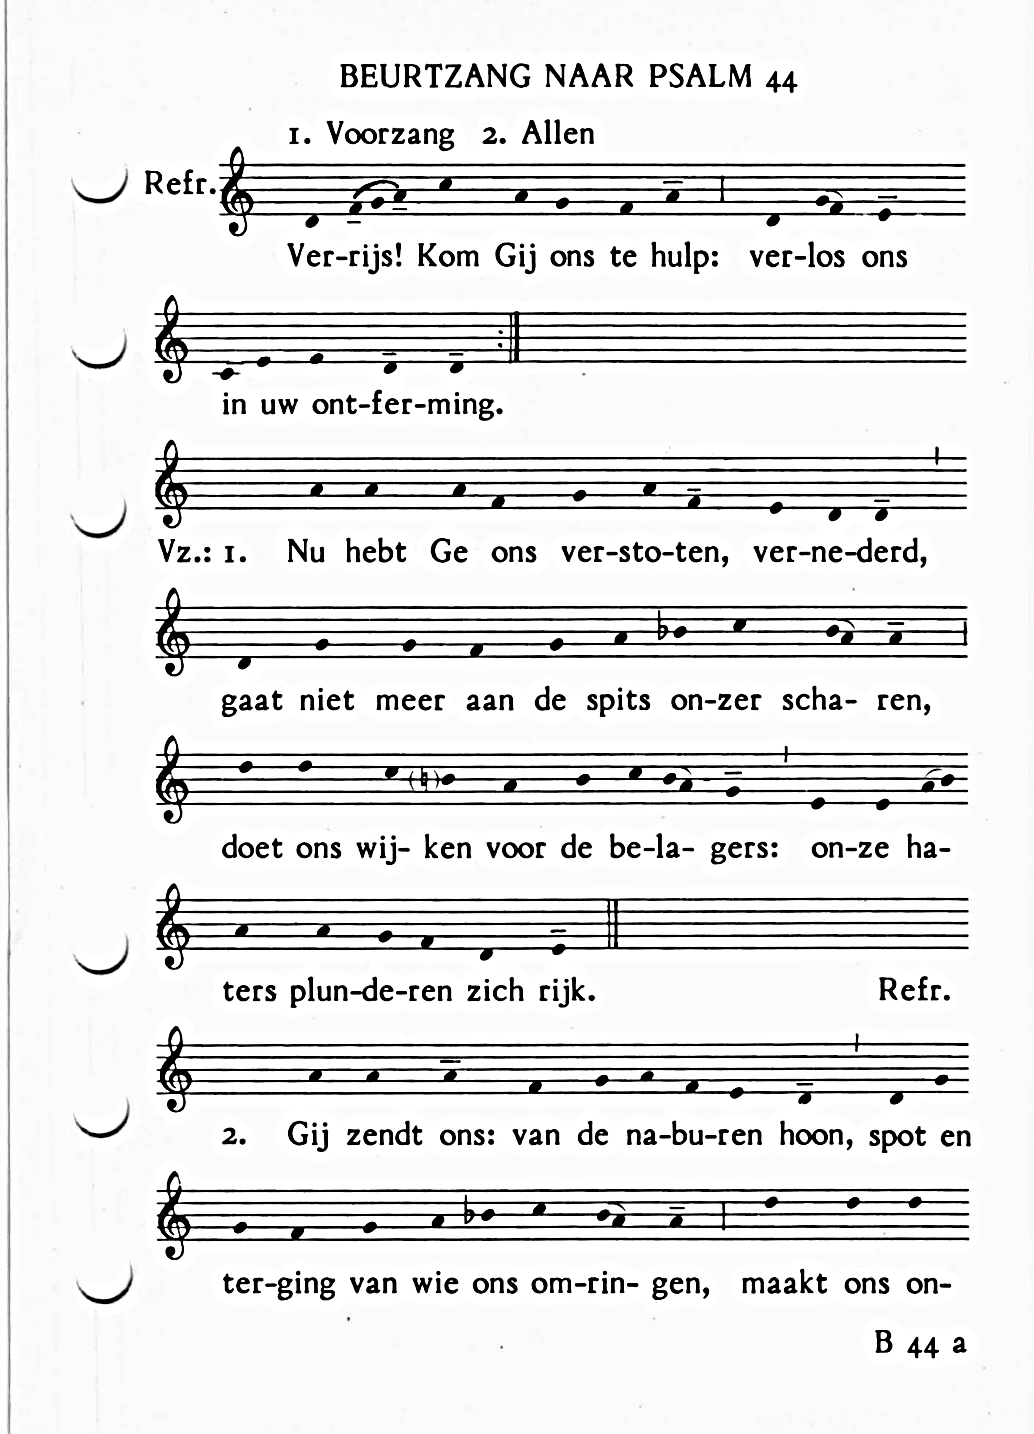 BEURTZANG NAAR PSALM 44
1. Voorzang 2. Allen
Refr.
Ver-rijs! Kom Gij ons te hulp: ver-los ons
in uw ont-fer-ming.
Vz.: 1. Nu hebt Ge ons ver-sto-ten, ver-ne-derd,
gaat niet meer aan de spits on-zer scha- ren,
doet ons wij- ken voor de be-la- gers: on-ze ha-
ters plun-de-ren zich rijk. Refr.
2. Gij zendt ons: van de na-bu-ren hoon, spot en
ter-ging van wie ons om-rin- gen, maakt ons on-
B 44 a